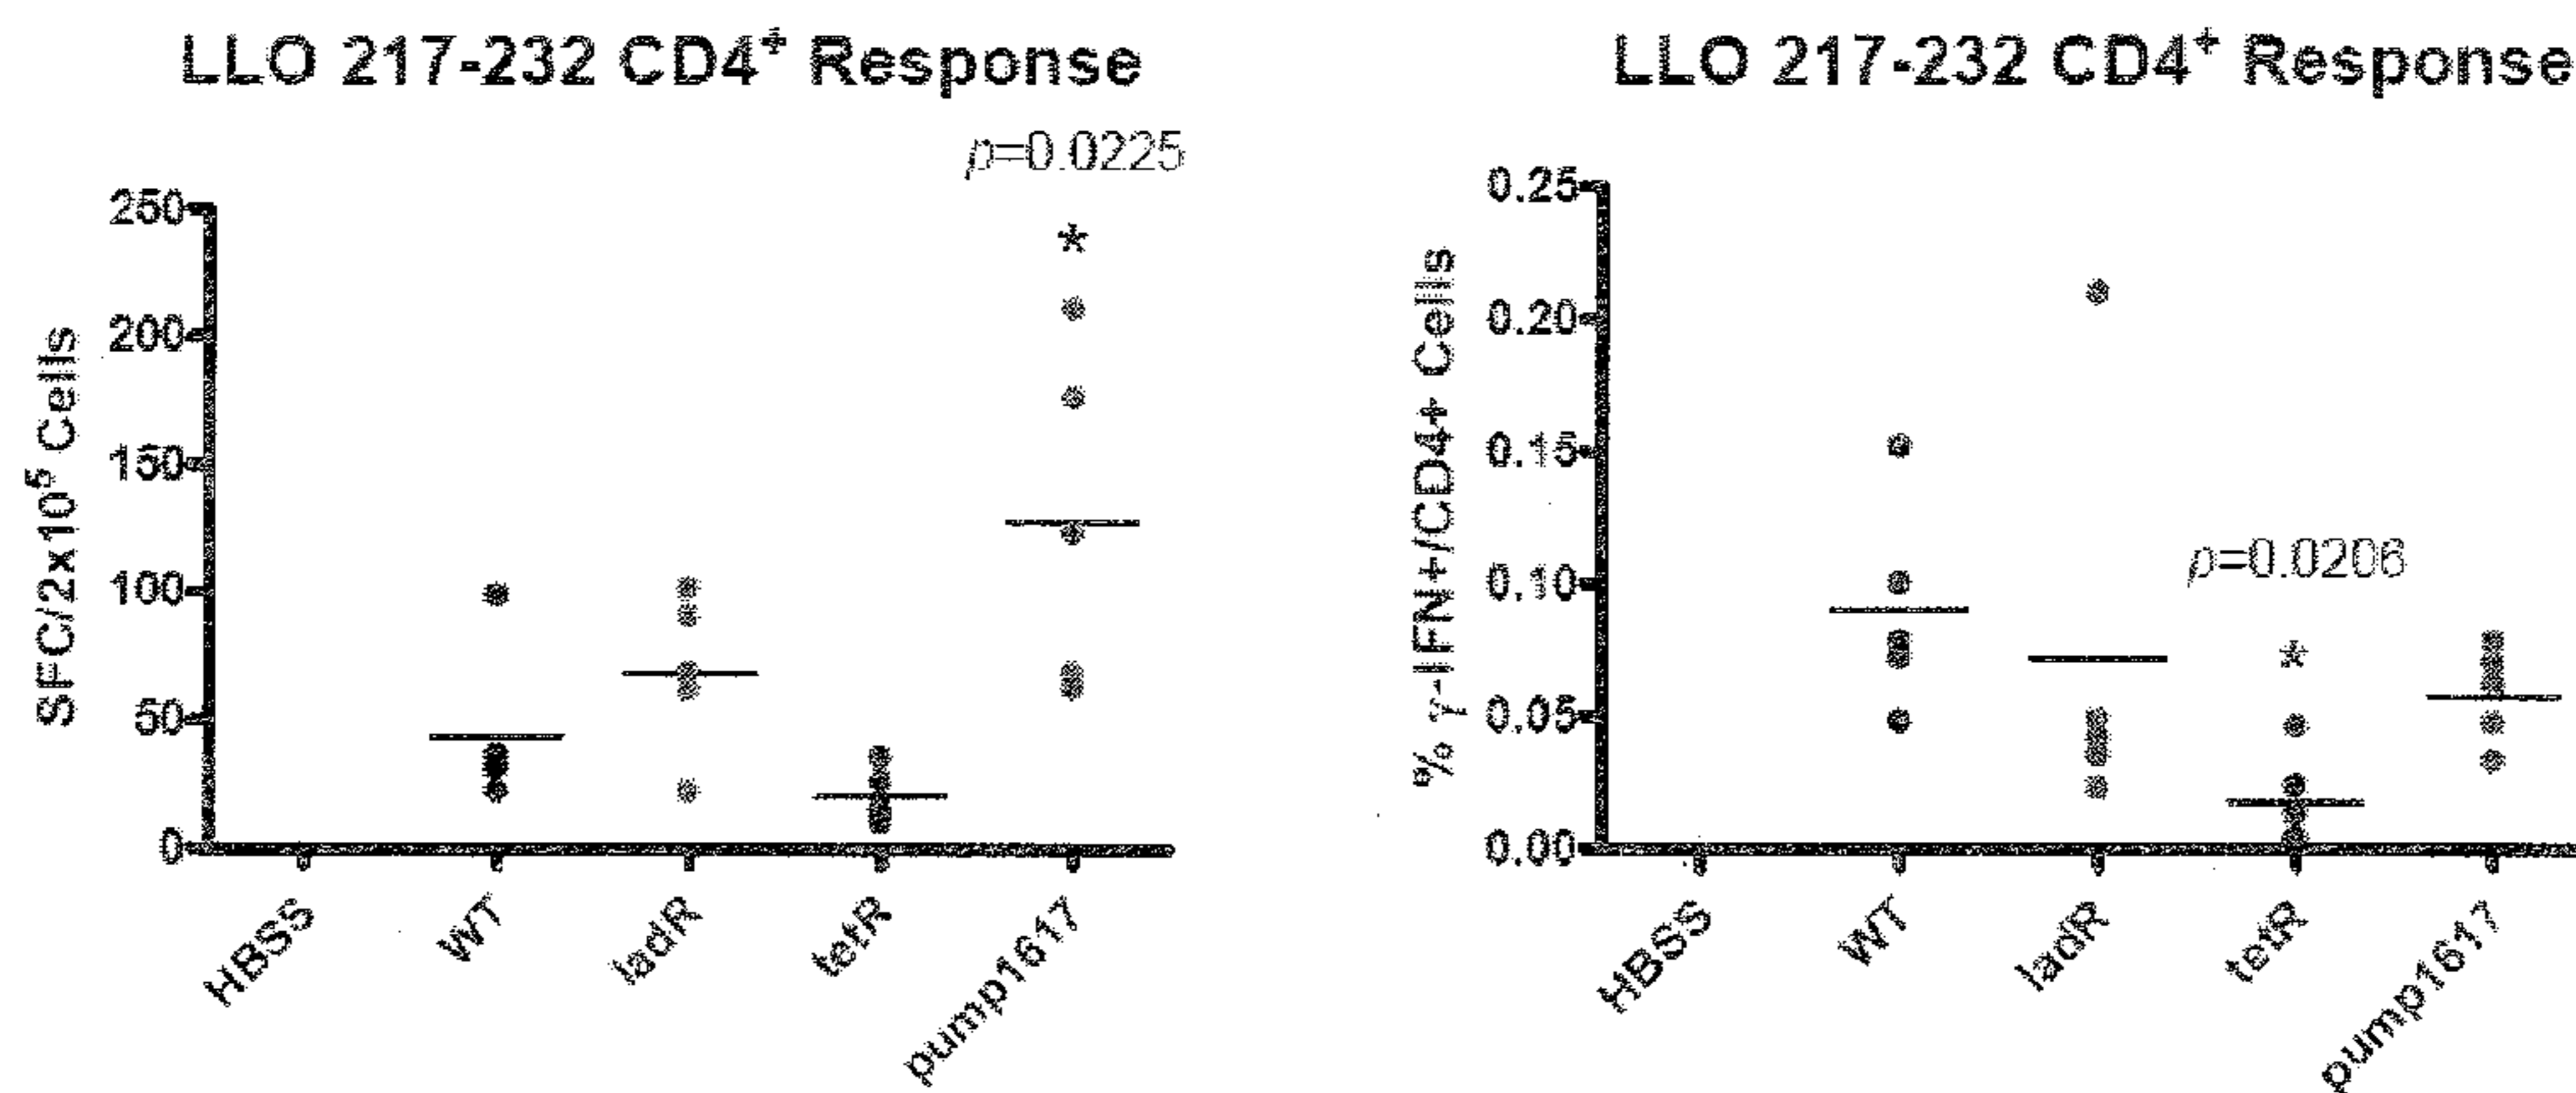 LLO 217-232 CD4⁺ Response
p=0.0225
SFC/2x10⁵ Cells
250
200
150
100
50
0
*
HBSS
WT
ladR
tetR
pump1617
LLO 217-232 CD4⁺ Response
% γ-IFN+/CD4+ Cells
0.25
0.20
0.15
0.10
0.05
0.00
p=0.0206
*
HBSS
WT
ladR
tetR
pump1617